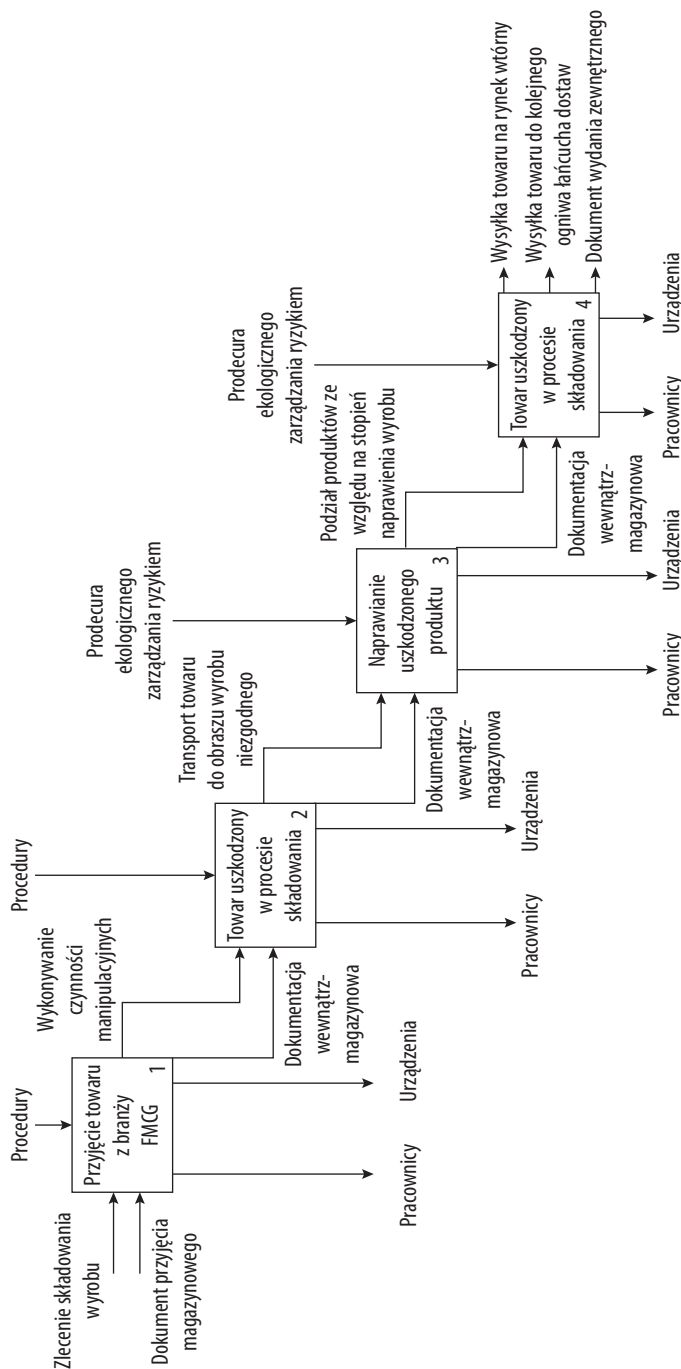 Zlecenie składowania
wyrobu
Dokument przyjęcia
magazynowego
Procedury
Przyjęcie towaru
z branży
FMCG
1
Pracownicy
Urządzenia
Wykonywanie
czynności
manipulacyjnych
Dokumentacja
wewnątrz-
magazynowa
Procedury
Towar uszkodzony
w procesie
składowania
2
Pracownicy
Urządzenia
Transport towaru
do obraszu wyrobu
niezgodnego
Dokumentacja
wewnątrz-
magazynowa
Prodecura
ekologicznego
zarządzania ryzykiem
Naprawianie
uszkodzonego
produktu
3
Pracownicy
Urządzenia
Podział produktów ze
względu na stopień
naprawienia wyrobu
Dokumentacja
wewnątrz-
magazynowa
Prodecura
ekologicznego
zarządzania ryzykiem
Towar uszkodzony
w procesie
składowania
4
Pracownicy
Urządzenia
Wysyłka towaru na rynek wtórny
Wysyłka towaru do kolejnego
ogniwa łańcucha dostaw
Dokument wydania zewnętrznego